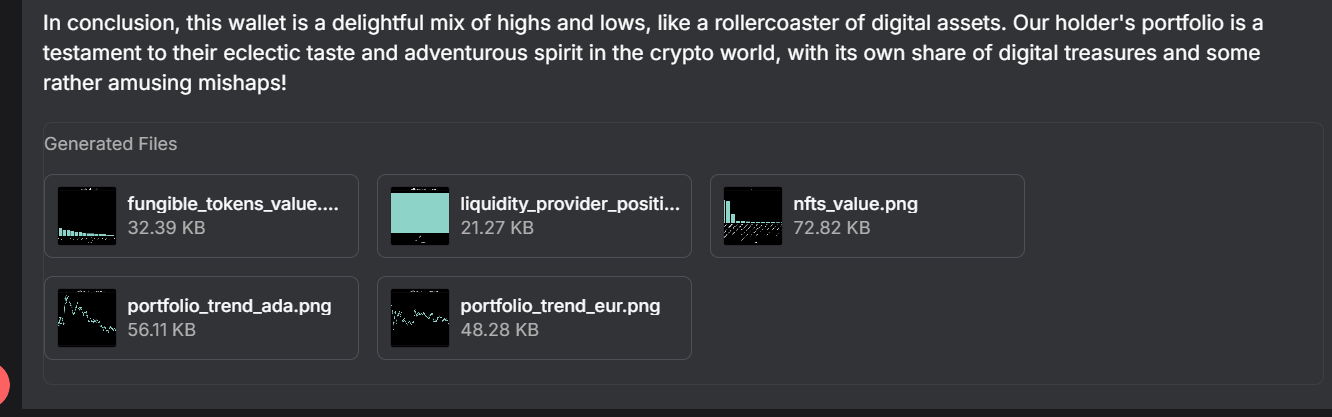 In conclusion, this wallet is a delightful mix of highs and lows, like a rollercoaster of digital assets. Our holder's portfolio is a
testament to their eclectic taste and adventurous spirit in the crypto world, with its own share of digital treasures and some
rather amusing mishaps!
Generated Files
fungible_tokens_value....
32.39 KB
liquidity_provider_positi...
21.27 KB
nfts_value.png
72.82 KB
portfolio_trend_ada.png
56.11 KB
portfolio_trend_eur.png
48.28 KB